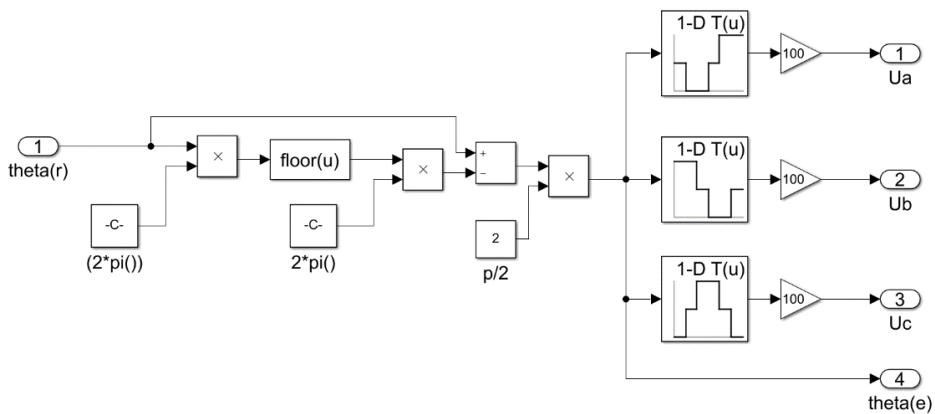 1-D T(u)
100
1
Ua
1
theta(r)
×
floor(u)
×
+
−
×
1-D T(u)
100
2
Ub
-C-
(2*pi())
-C-
2*pi()
2
p/2
1-D T(u)
100
3
Uc
4
theta(e)